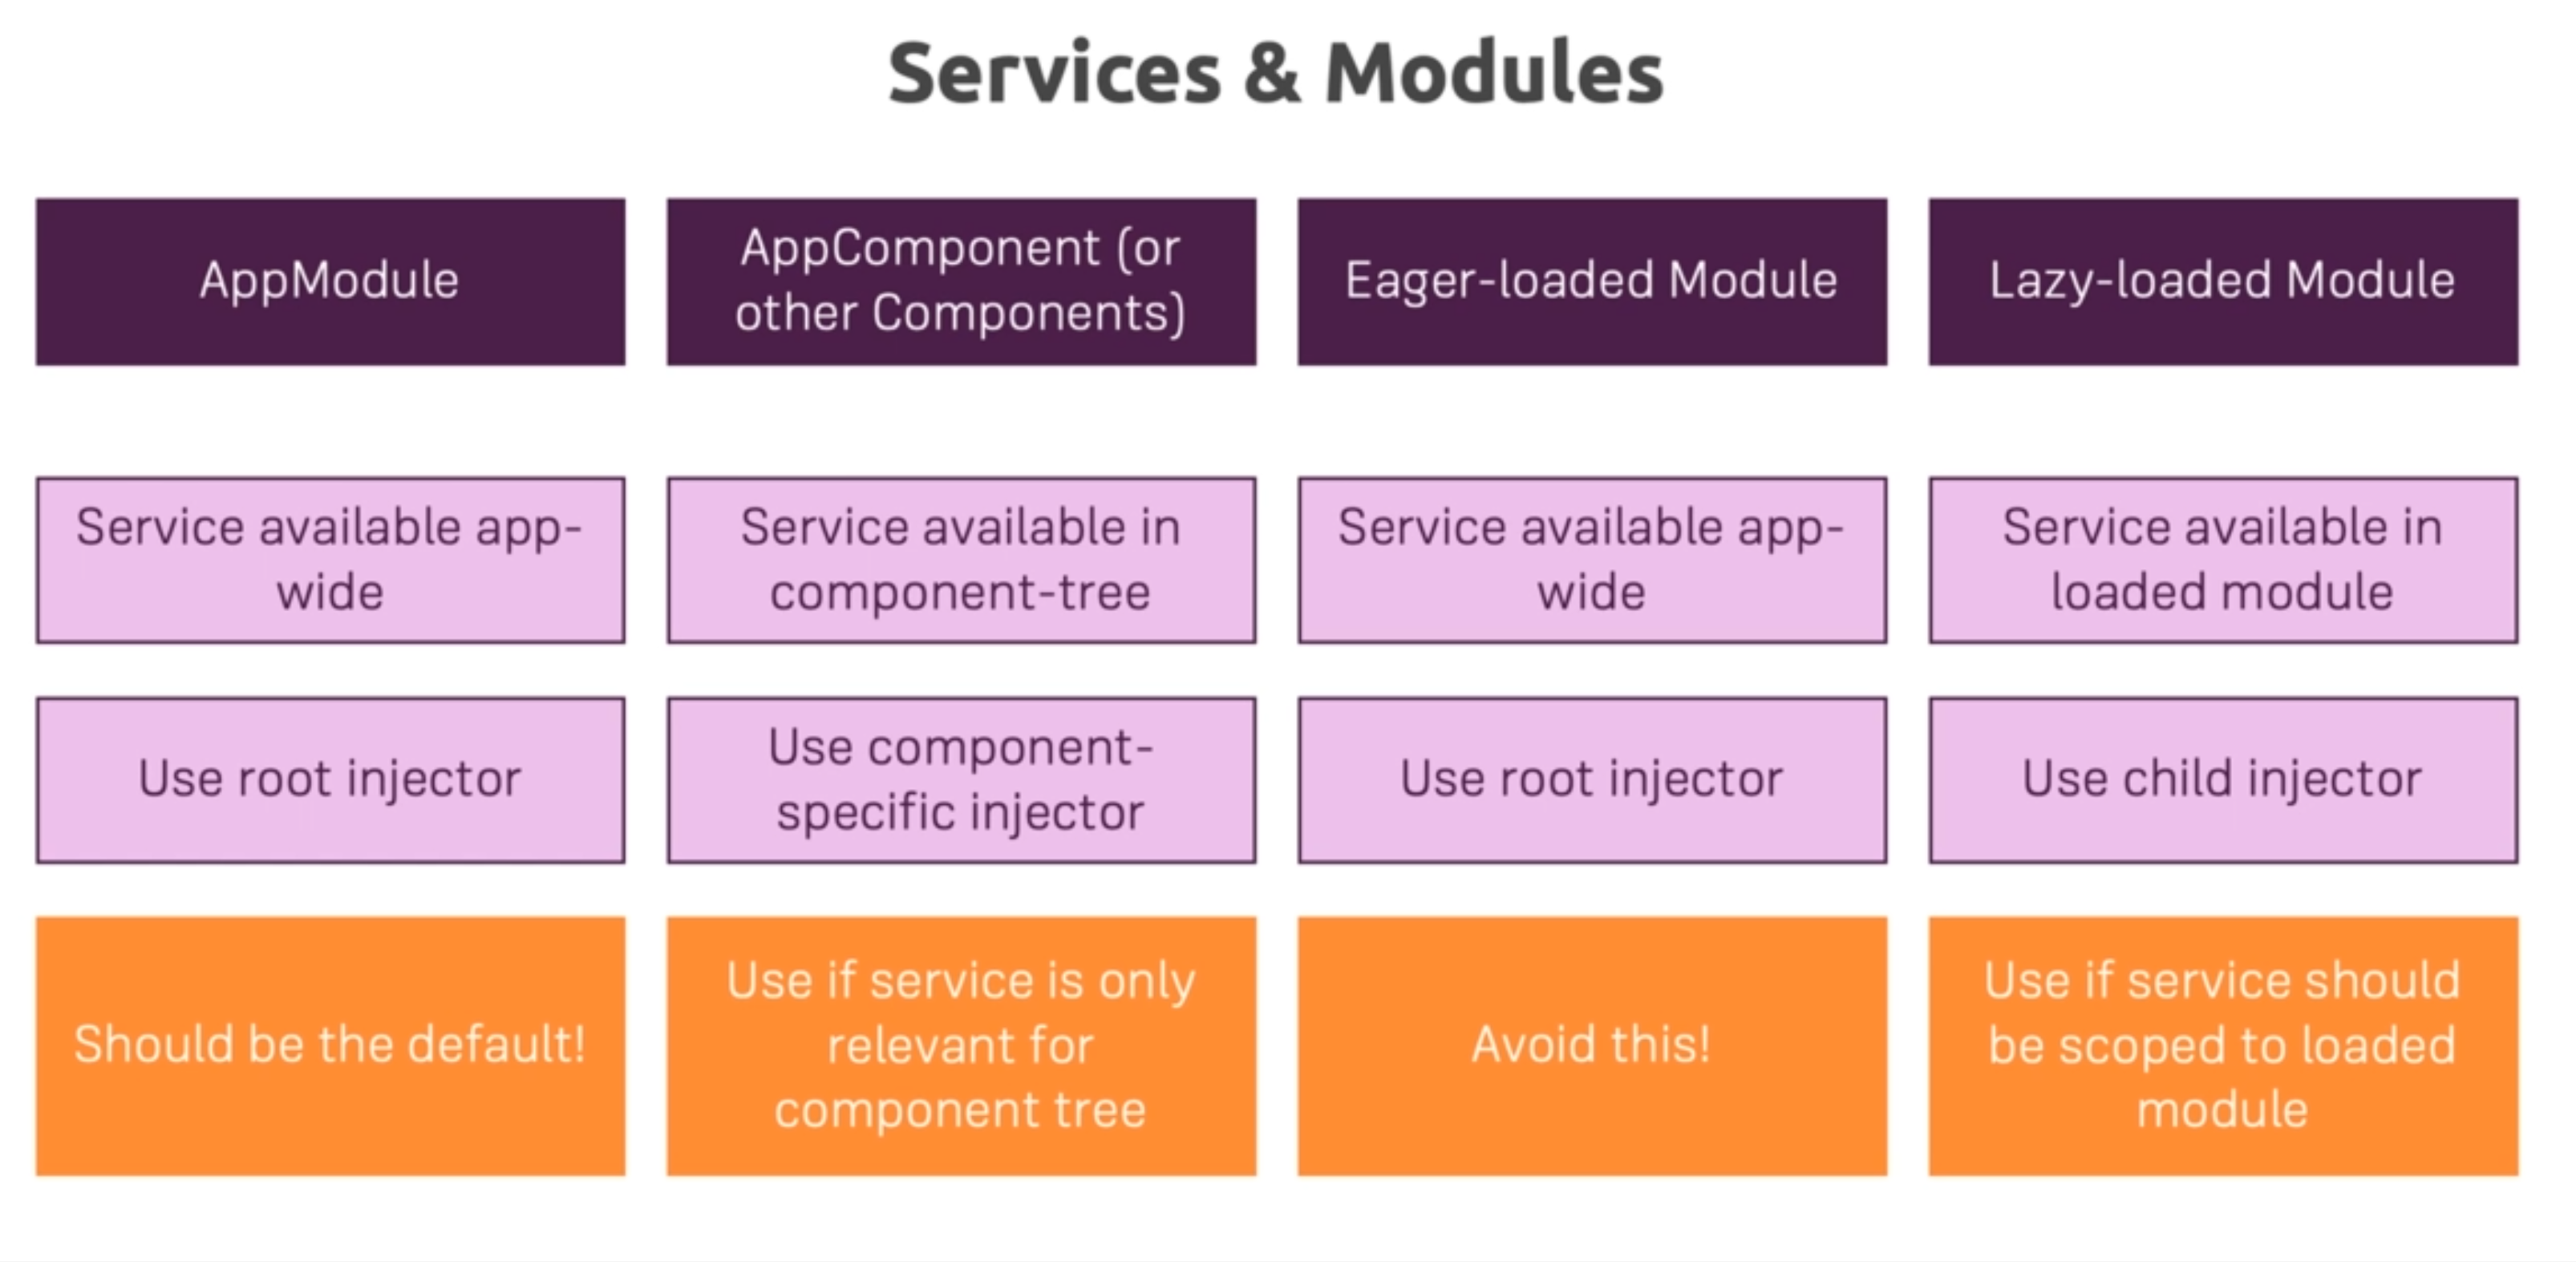 Services & Modules
AppModule
AppComponent (or
other Components)
Eager-loaded Module
Lazy-loaded Module
Service available app-
wide
Service available in
component-tree
Service available app-
wide
Service available in
loaded module
Use root injector
Use component-
specific injector
Use root injector
Use child injector
Should be the default!
Use if service is only
relevant for
component tree
Avoid this!
Use if service should
be scoped to loaded
module